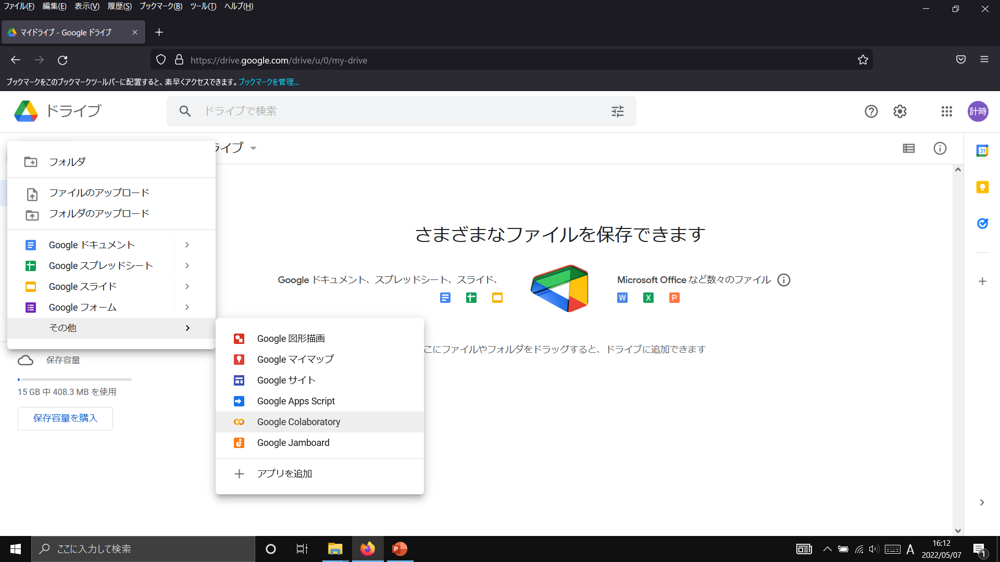 ファイル(F) 編集(E) 表示(V) 履歴(S) ブックマーク(B) ツール(T) ヘルプ(H)
マイドライブ - Google ドライブ
https://drive.google.com/drive/u/0/my-drive
ブックマークをこのブックマークツールバーに配置すると、素早くアクセスできます。ブックマークを管理...
ドライブ
ドライブで検索
計時
ライブ
31
フォルダ
ファイルのアップロード
フォルダのアップロード
Google ドキュメント
Google スプレッドシート
Google スライド
Google フォーム
その他
Google 図形描画
Google マイマップ
Google サイト
Google Apps Script
Google Colaboratory
Google Jamboard
アプリを追加
さまざまなファイルを保存できます
Google ドキュメント、スプレッドシート、スライド、
Microsoft Office など数々のファイル
W X P
こにファイルやフォルダをドラッグすると、ドライブに追加できます
保存容量
15 GB 中 408.3 MB を使用
保存容量を購入
ここに入力して検索
P
A
16:12
2022/05/07
1